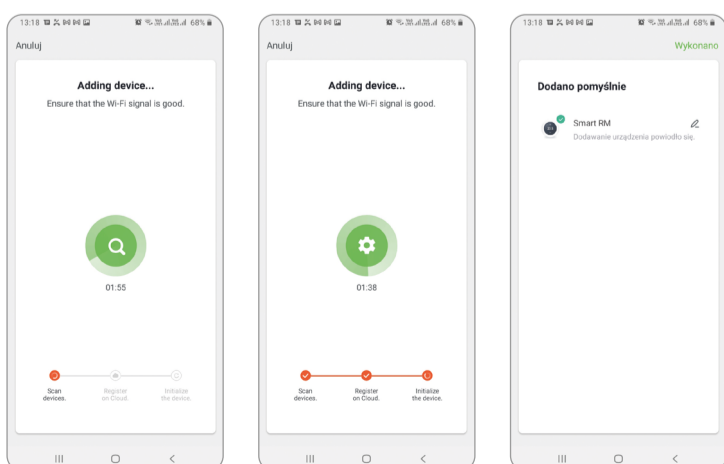 13:18
68%
Anuluj
Adding device...
Ensure that the Wi-Fi signal is good.
01:55
Scan
devices.
Register
on Cloud.
Initialize
the device.
13:18
68%
Anuluj
Adding device...
Ensure that the Wi-Fi signal is good.
01:38
Scan
devices.
Register
on Cloud.
Initialize
the device.
13:18
68%
Wykonano
Dodano pomyślnie
Smart RM
Dodawanie urządzenia powiodło się.